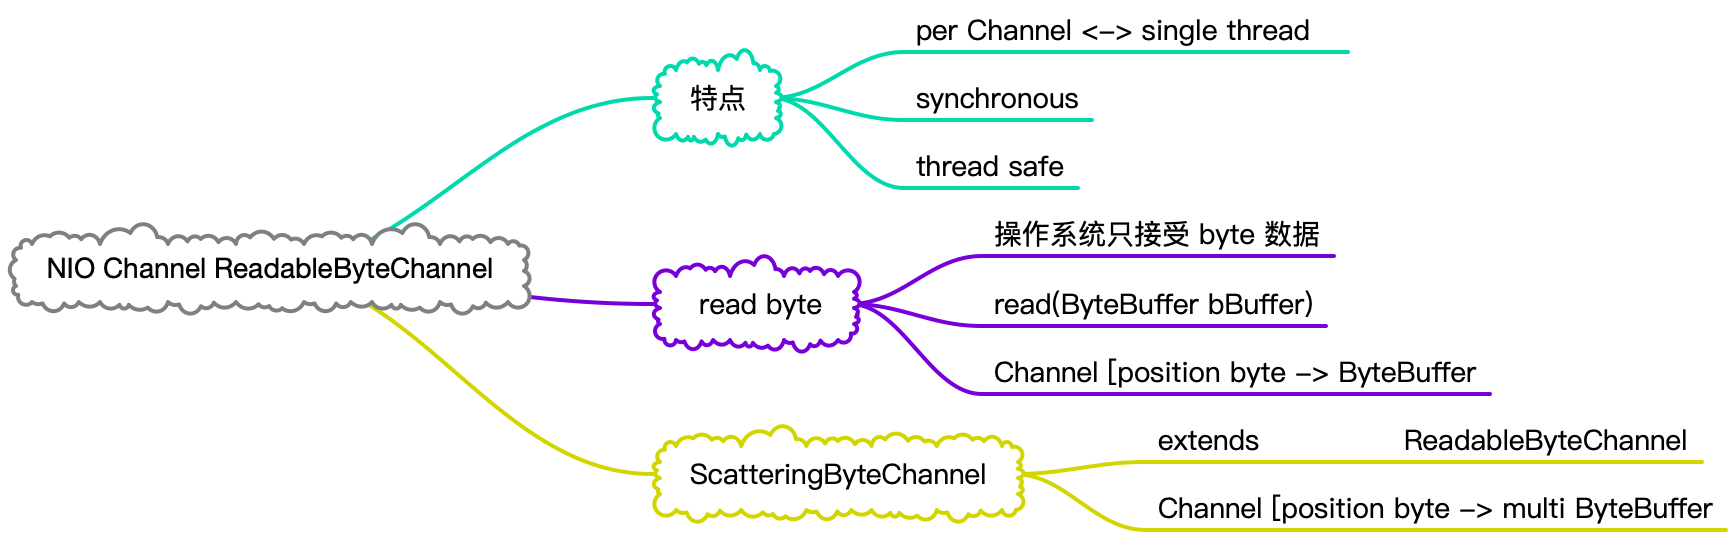 NIO Channel ReadableByteChannel
特点
per Channel <-> single thread
synchronous
thread safe
read byte
操作系统只接受 byte 数据
read(ByteBuffer bBuffer)
Channel [position byte -> ByteBuffer
ScatteringByteChannel
extends ReadableByteChannel
Channel [position byte -> multi ByteBuffer